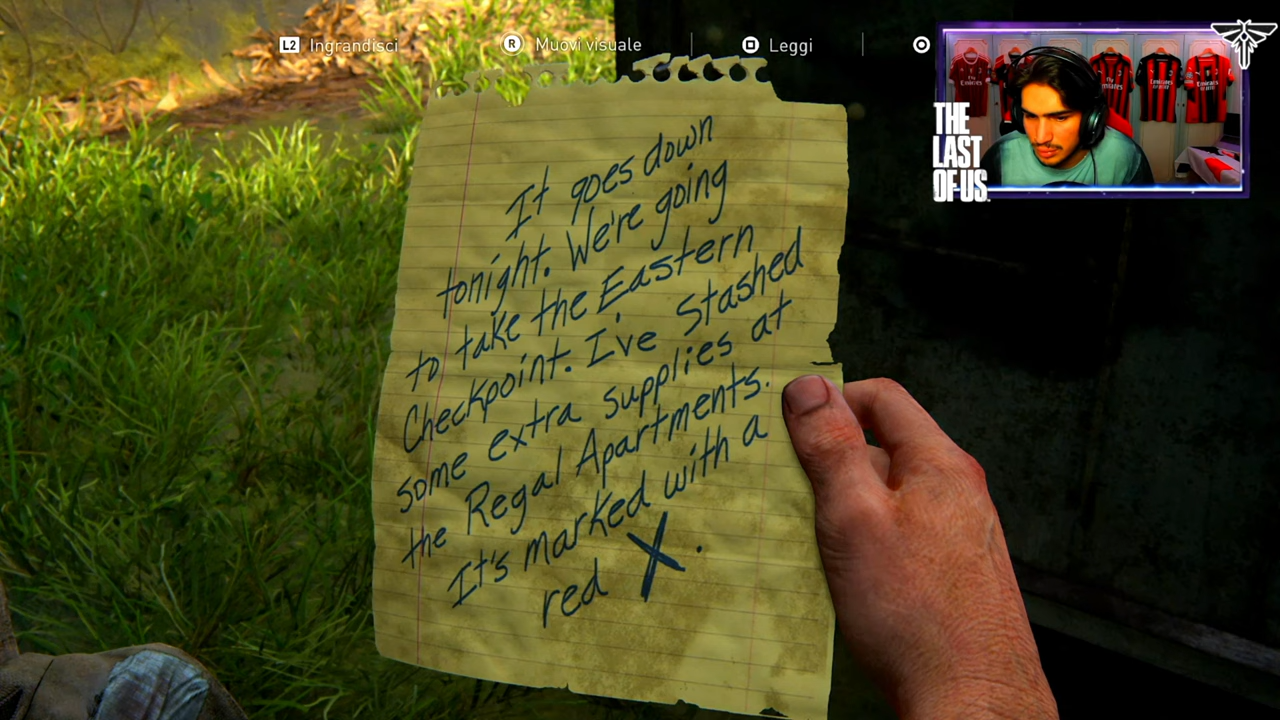 L2 Ingrandisci
R Muovi visuale
Leggi
THE
LAST
OF US
It goes down
tonight. We're going
to take the Eastern
Checkpoint. I've Stashed
some extra supplies at
the Regal Apartments.
It's marked with a
red X.